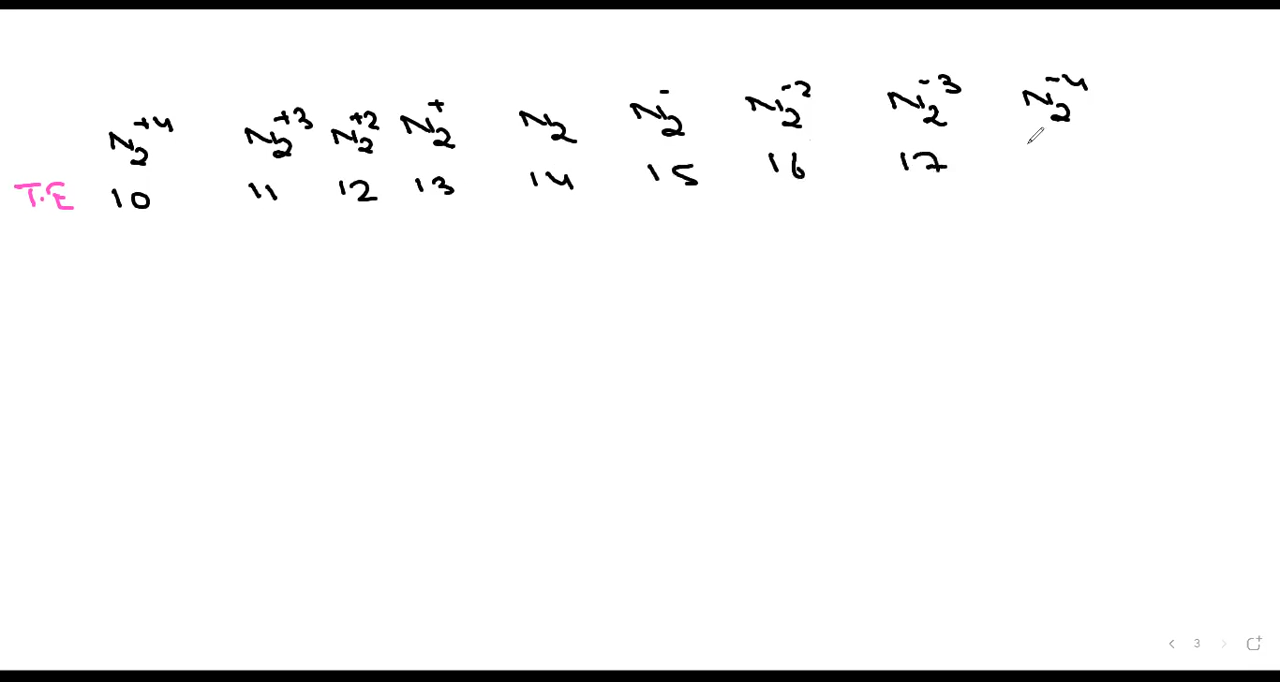 N₂⁺⁴ N₂⁺³ N₂⁺² N₂⁺ N₂ N₂⁻ N₂⁻² N₂⁻³ N₂⁻⁴
T.E 10 11 12 13 14 15 16 17
3